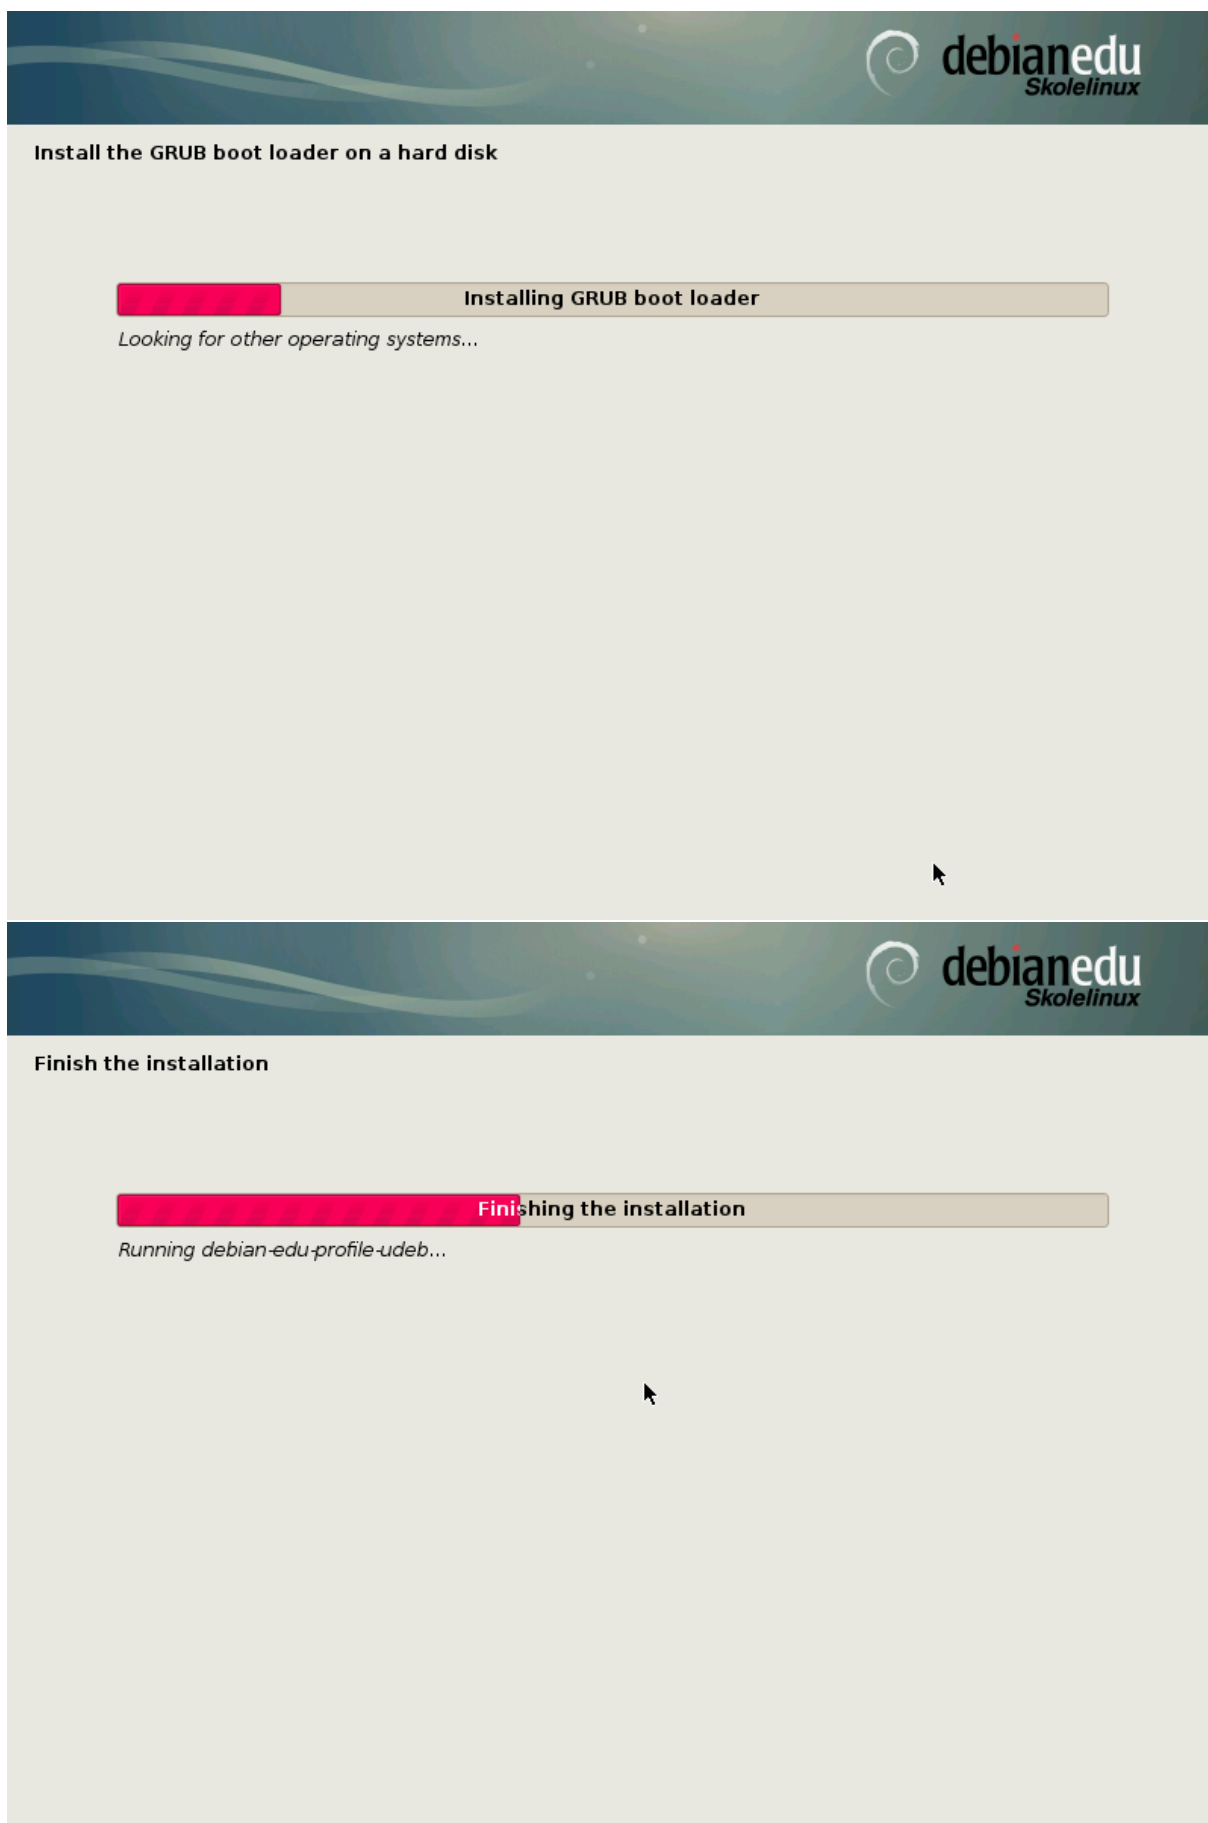 debianedu
Skolelinux
Install the GRUB boot loader on a hard disk
Installing GRUB boot loader
Looking for other operating systems...
debianedu
Skolelinux
Finish the installation
Finishing the installation
Running debian-edu-profile-udeb...